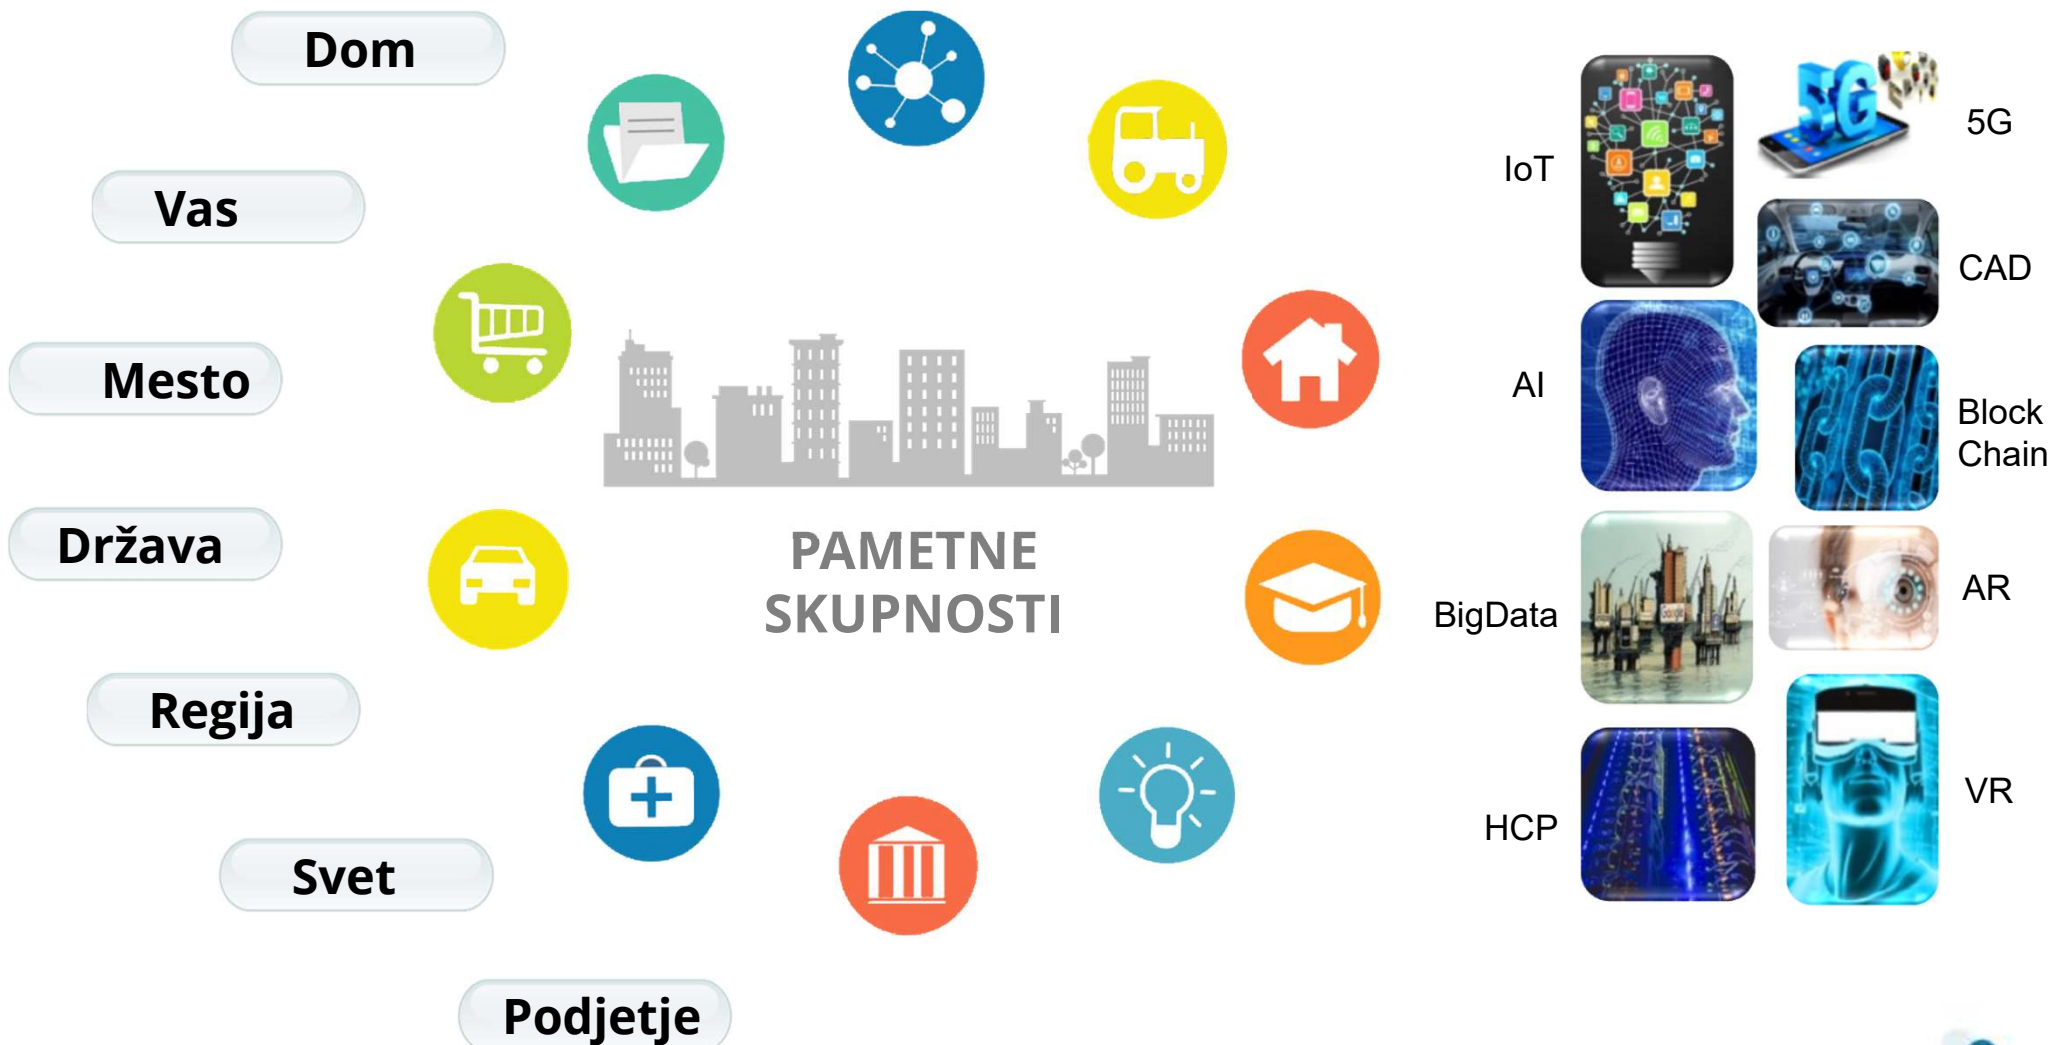 Dom
Vas
Mesto
Država
Regija
Svet
Podjetje
PAMETNE
SKUPNOSTI
IoT
AI
BigData
HCP
5G
5G
CAD
Block
Chain
AR
VR